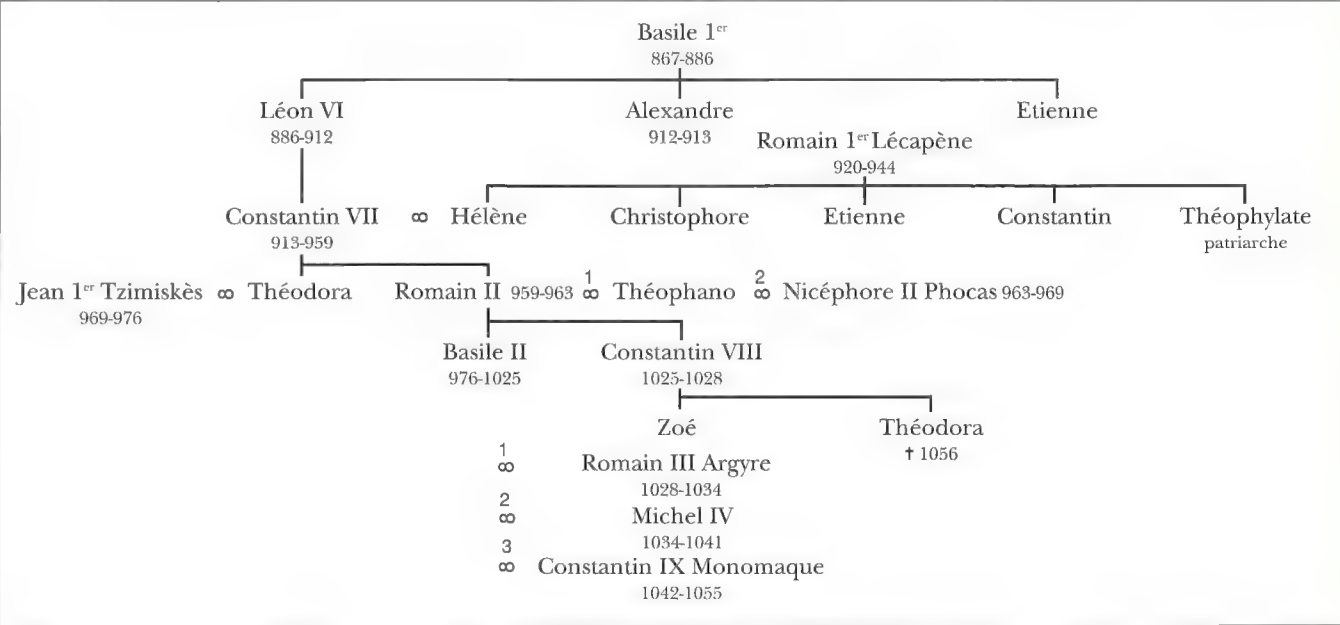 Basile 1er
867-886
Léon VI Alexandre Etienne
886-912 912-913
Romain 1er Lécapène
920-944
Constantin VII ∞ Hélène Christophore Etienne Constantin Théophylate
913-959 patriarche
Jean 1er Tzimiskès ∞ Théodora Romain II 959-963 1 ∞ Théophano 2 ∞ Nicéphore II Phocas 963-969
969-976
Basile II Constantin VIII
976-1025 1025-1028
Zoé Théodora
† 1056
1 ∞ Romain III Argyre
1028-1034
2 ∞ Michel IV
1034-1041
3 ∞ Constantin IX Monomaque
1042-1055